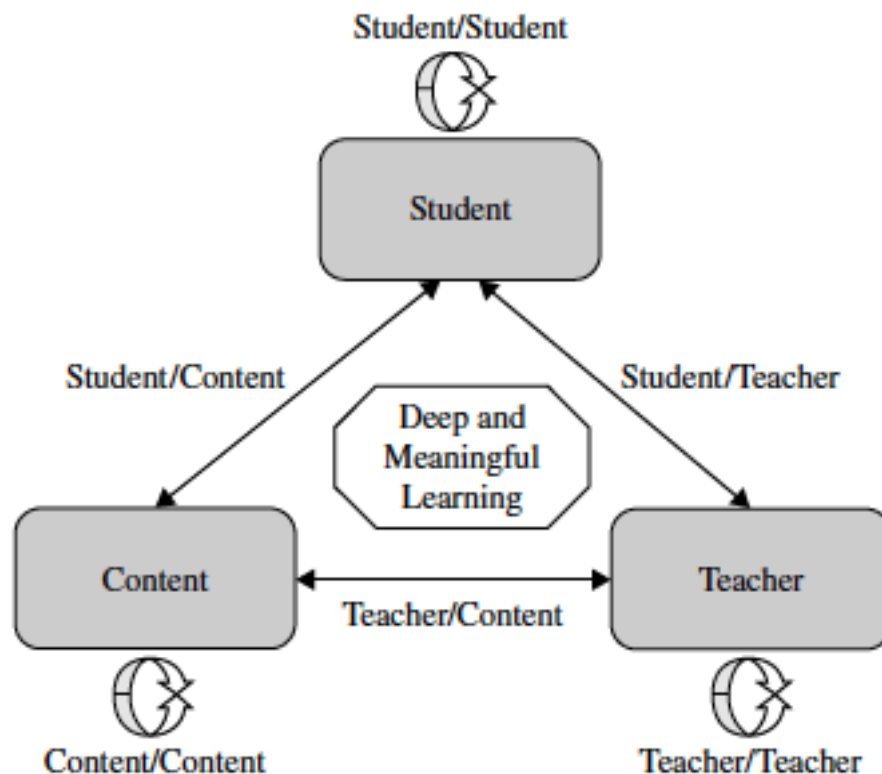 Student/Student
Student
Student/Content
Student/Teacher
Deep and
Meaningful
Learning
Content
Teacher
Teacher/Content
Content/Content
Teacher/Teacher